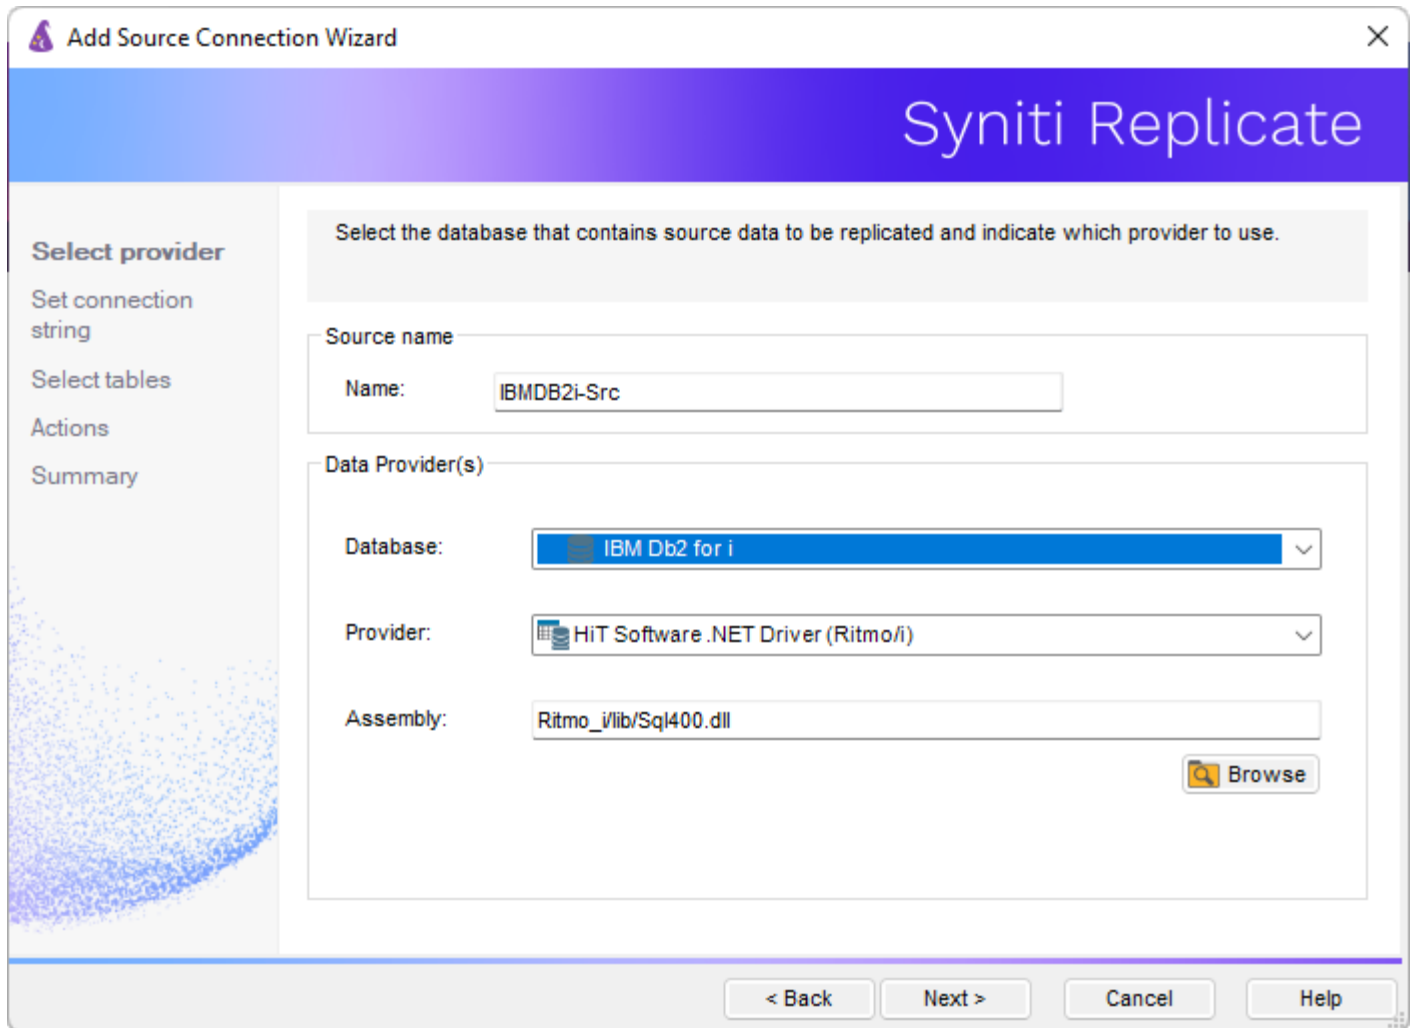 Add Source Connection Wizard
Syniti Replicate
Select provider
Set connection
string
Select tables
Actions
Summary
Select the database that contains source data to be replicated and indicate which provider to use.
Source name
Name:
IBMDB2i-Src
Data Provider(s)
Database:
IBM Db2 for i
Provider:
HiT Software .NET Driver (Ritmo/i)
Assembly:
Ritmo_i/lib/Sql400.dll
Browse
< Back
Next >
Cancel
Help